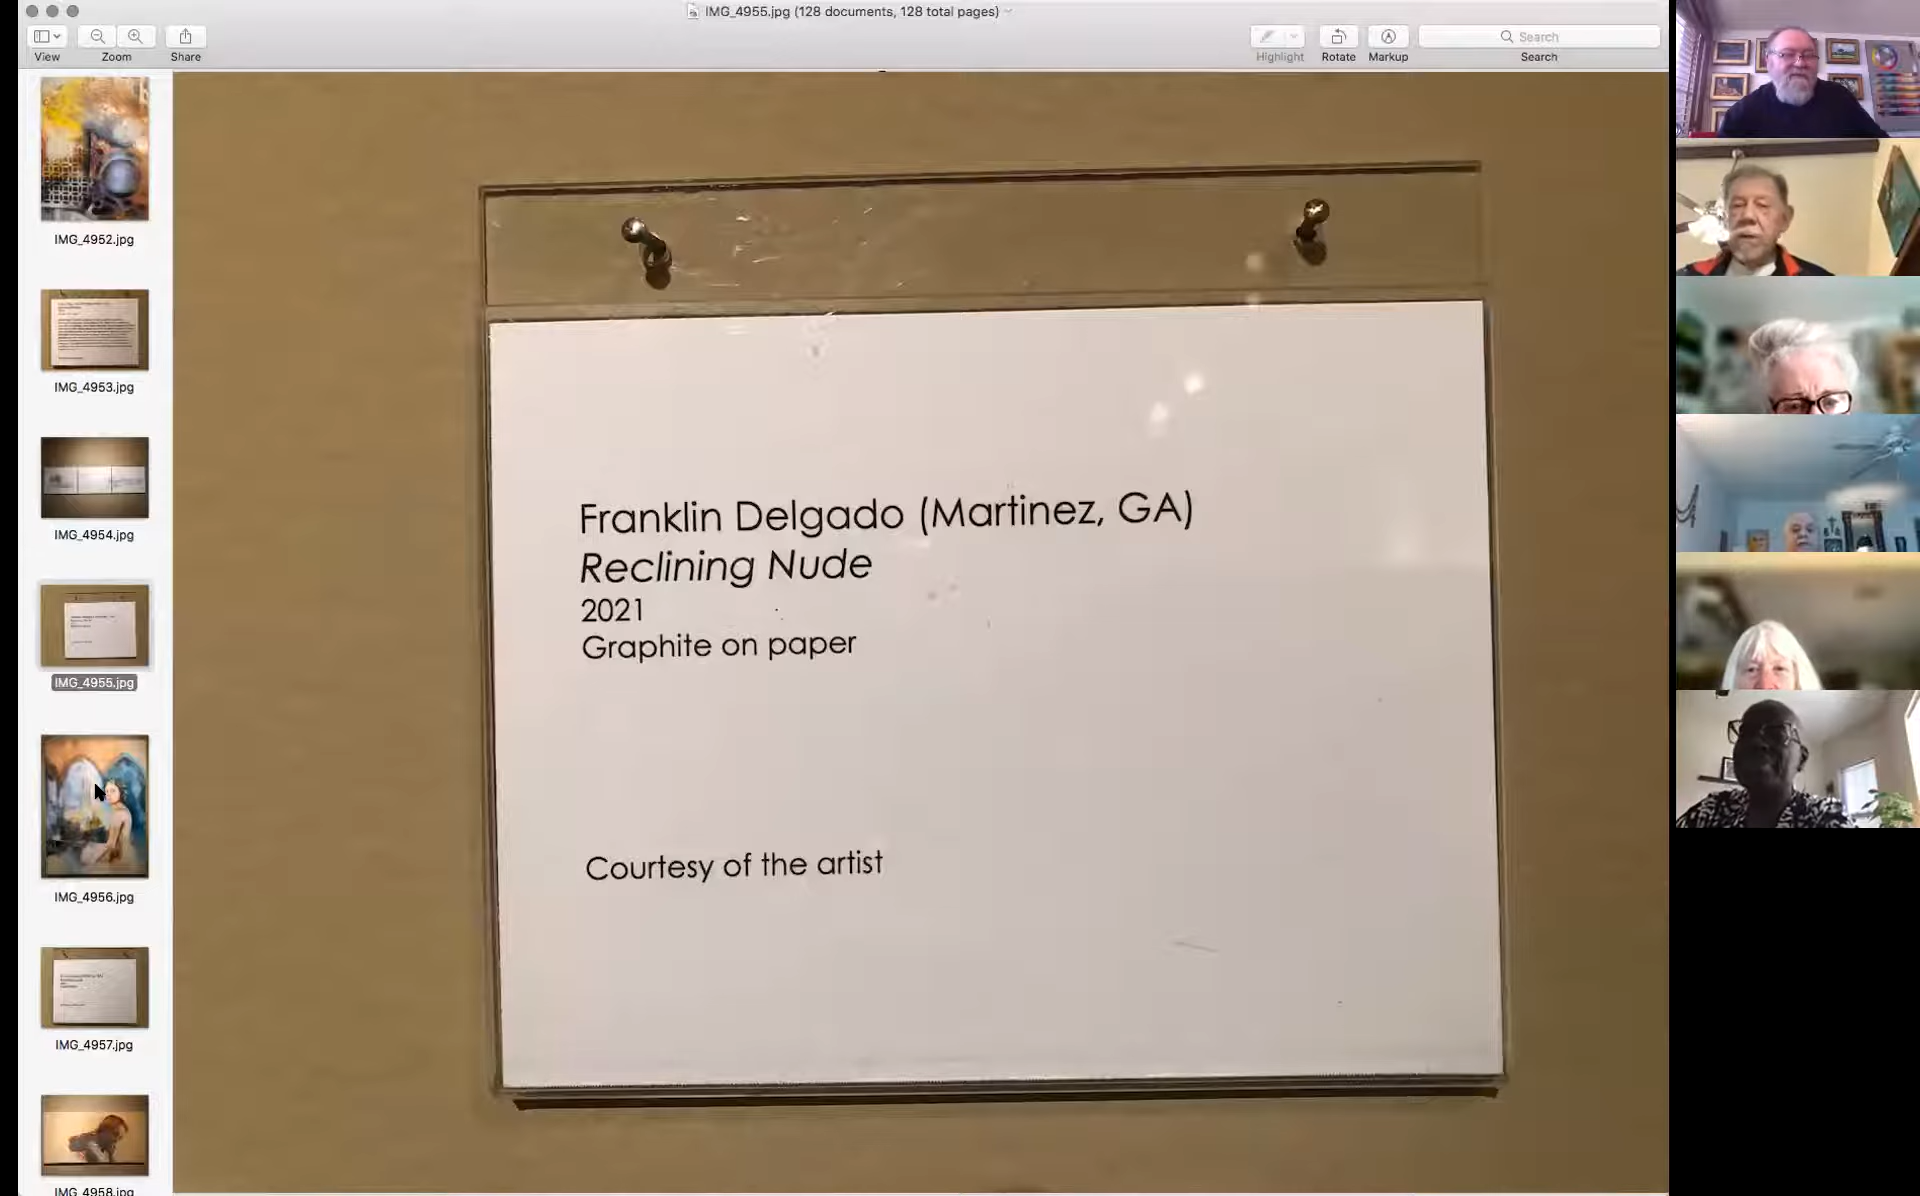 IMG_4955.jpg (128 documents, 128 total pages)
View
Zoom
Share
Highlight
Rotate
Markup
Search
Search
IMG_4952.jpg
IMG_4953.jpg
IMG_4954.jpg
IMG_4955.jpg
IMG_4956.jpg
IMG_4957.jpg
IMG_4958.jpg
Franklin Delgado (Martinez, GA)
Reclining Nude
2021
Graphite on paper
Courtesy of the artist